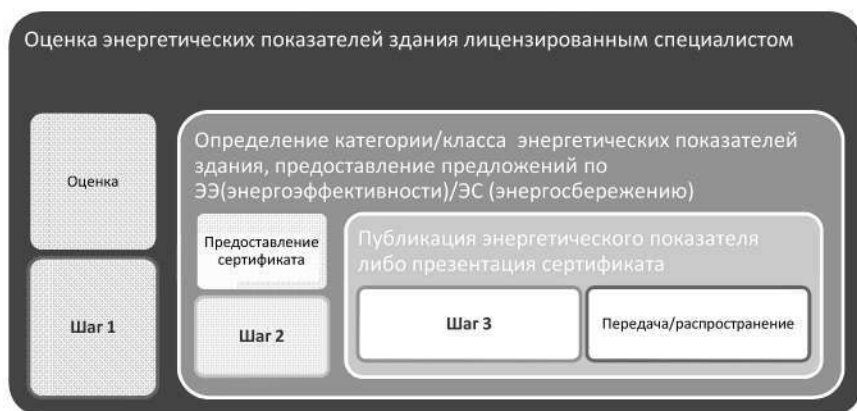 Оценка энергетических показателей здания лицензированным специалистом
Оценка
Шаг 1
Определение категории/класса энергетических показателей
здания, предоставление предложений по
ЭЭ(энергоэффективности)/ЭС (энергосбережению)
Предоставление
сертификата
Шаг 2
Публикация энергетического показателя
либо презентация сертификата
Шаг 3
Передача/распространение